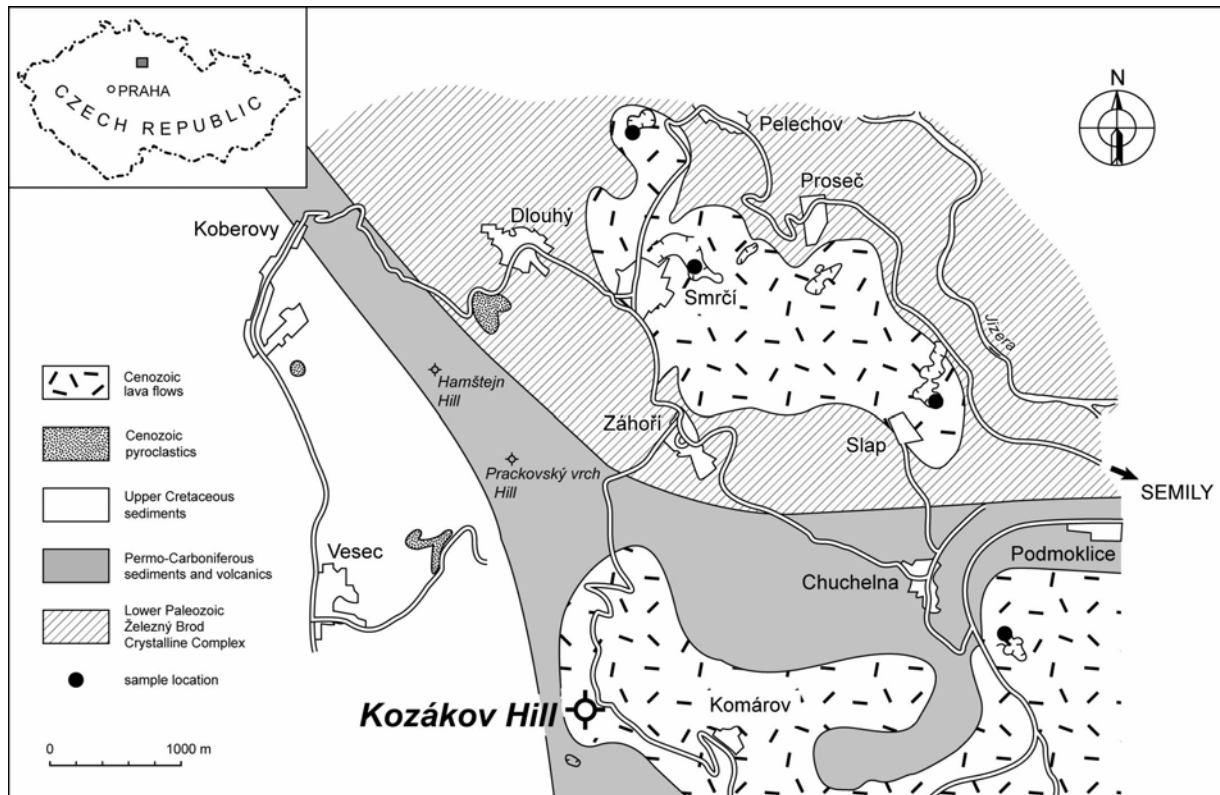 CZECH REPUBLIC
PRAHA
N
Pelechov
Proseč
Dlouhý
Koberovy
Smrčí
Jizera
Hamštejn
Hill
Záhoří
Slap
Prackovský vrch
Hill
SEMILY
Vesec
Podmoklice
Chuchelna
Kozákov Hill
Komárov
Cenozoic
lava flows
Cenozoic
pyroclastics
Upper Cretaceous
sediments
Permo-Carboniferous
sediments and volcanics
Lower Paleozoic
Železný Brod
Crystalline Complex
sample location
0 1000 m